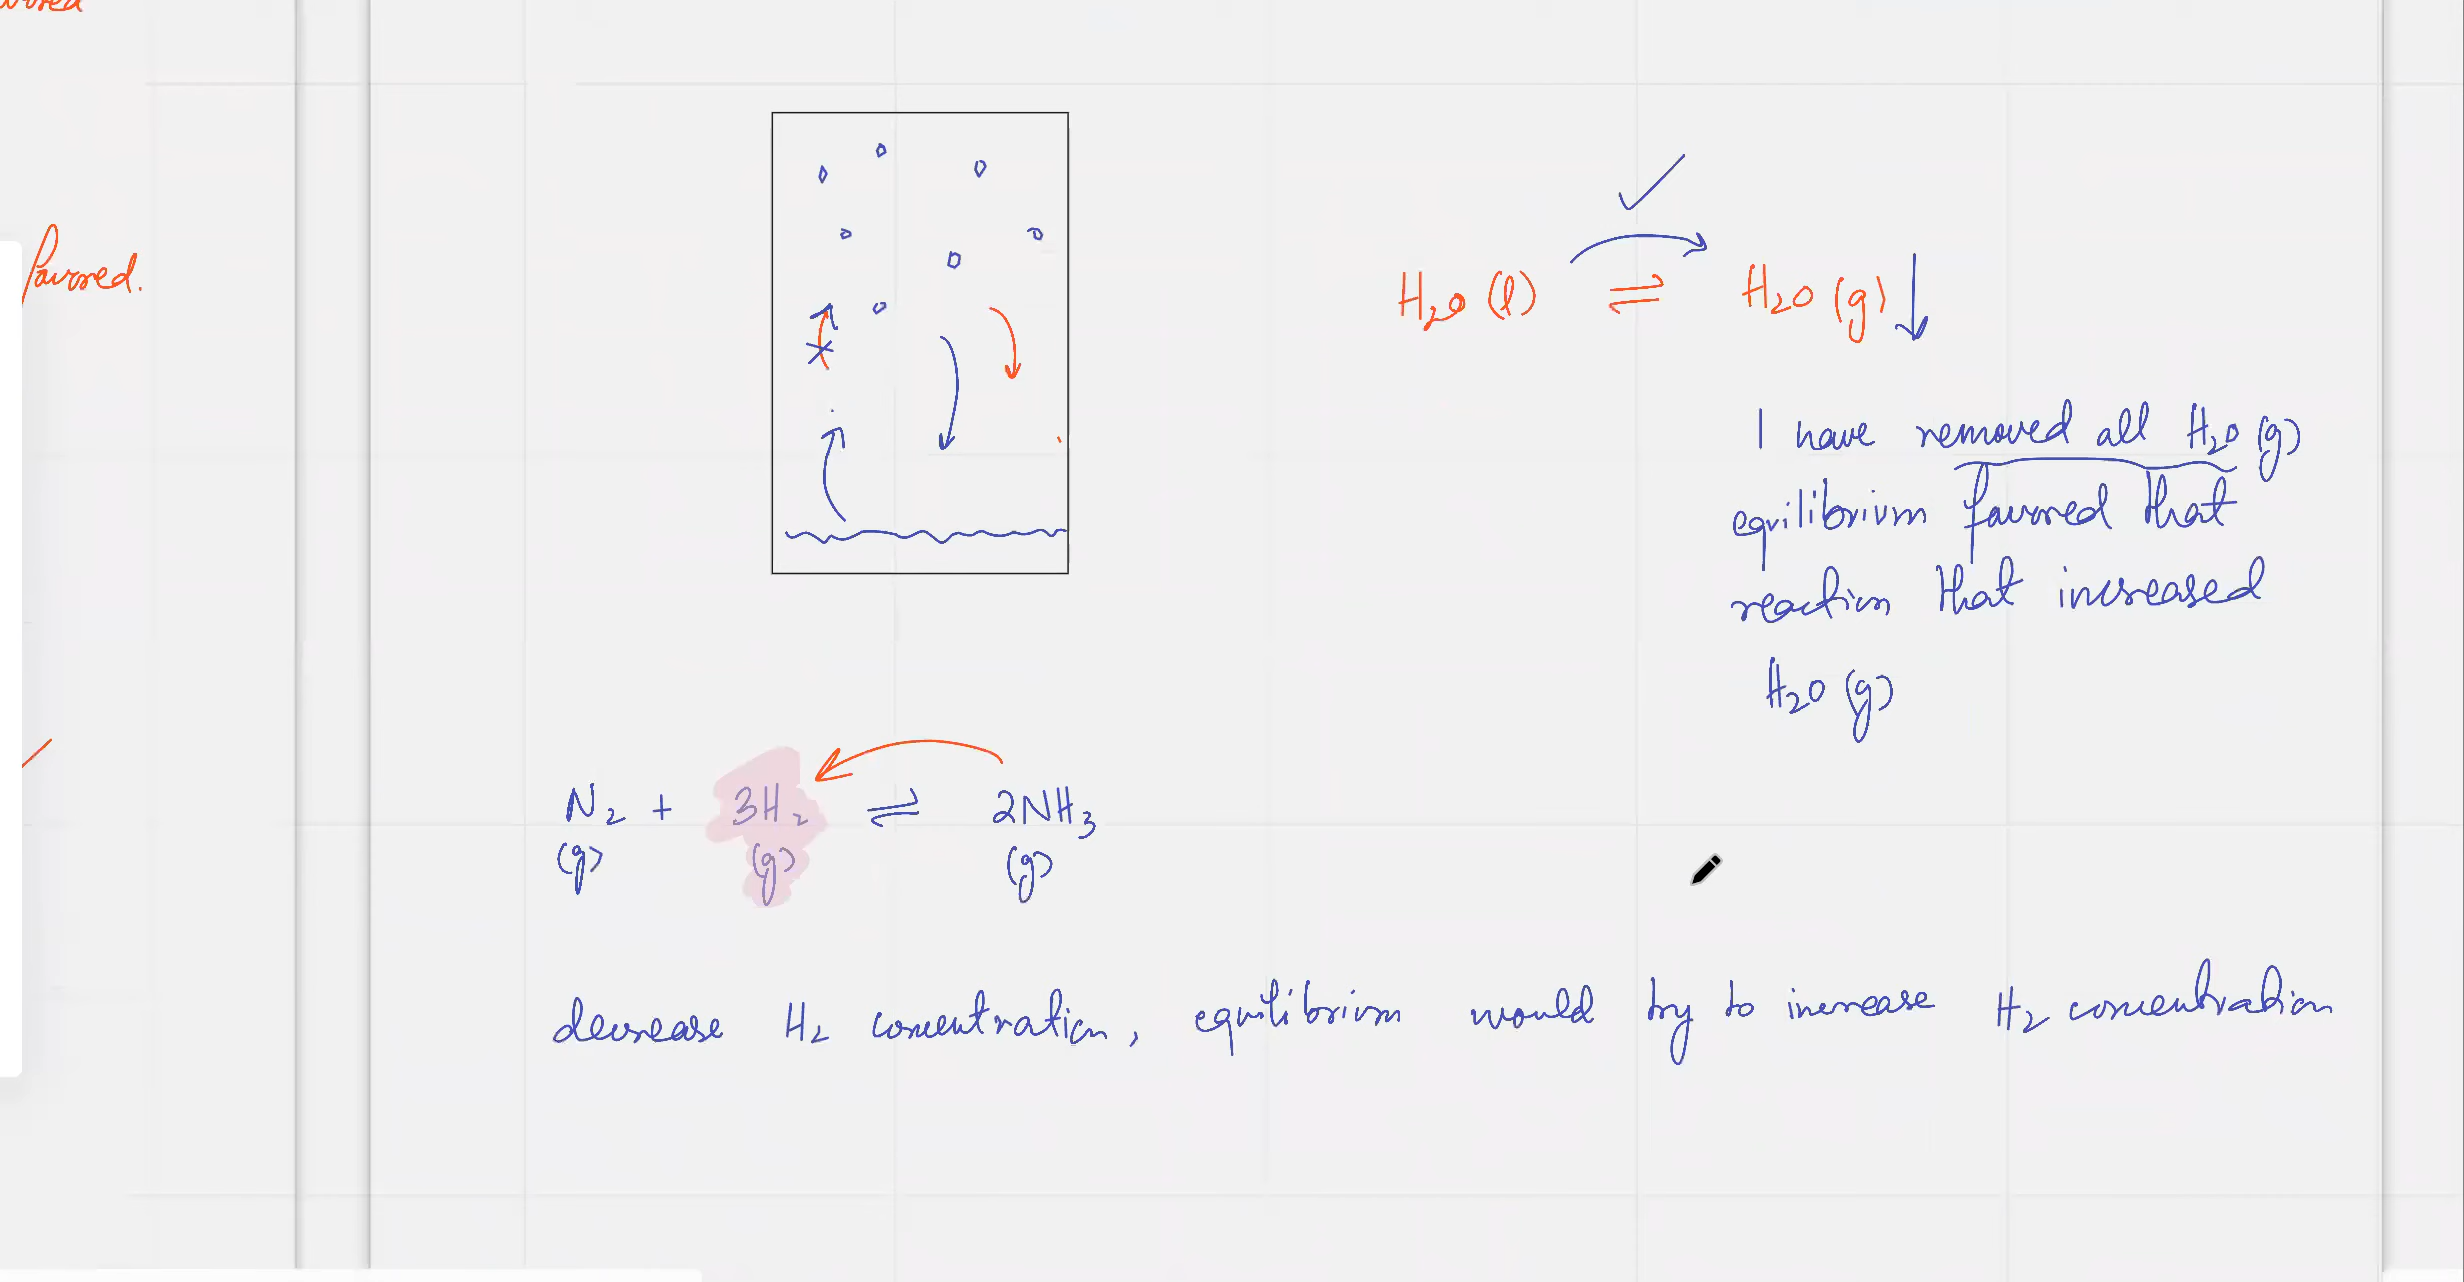 favored.
H₂O (l) ⇌ H₂O (g) ↓
I have removed all H₂O (g)
equilibrium favored that
reaction that increased
H₂O (g)
N₂ + 3H₂ ⇌ 2NH₃
(g) (g) (g)
decrease H₂ concentration, equilibrium would try to increase H₂ concentration